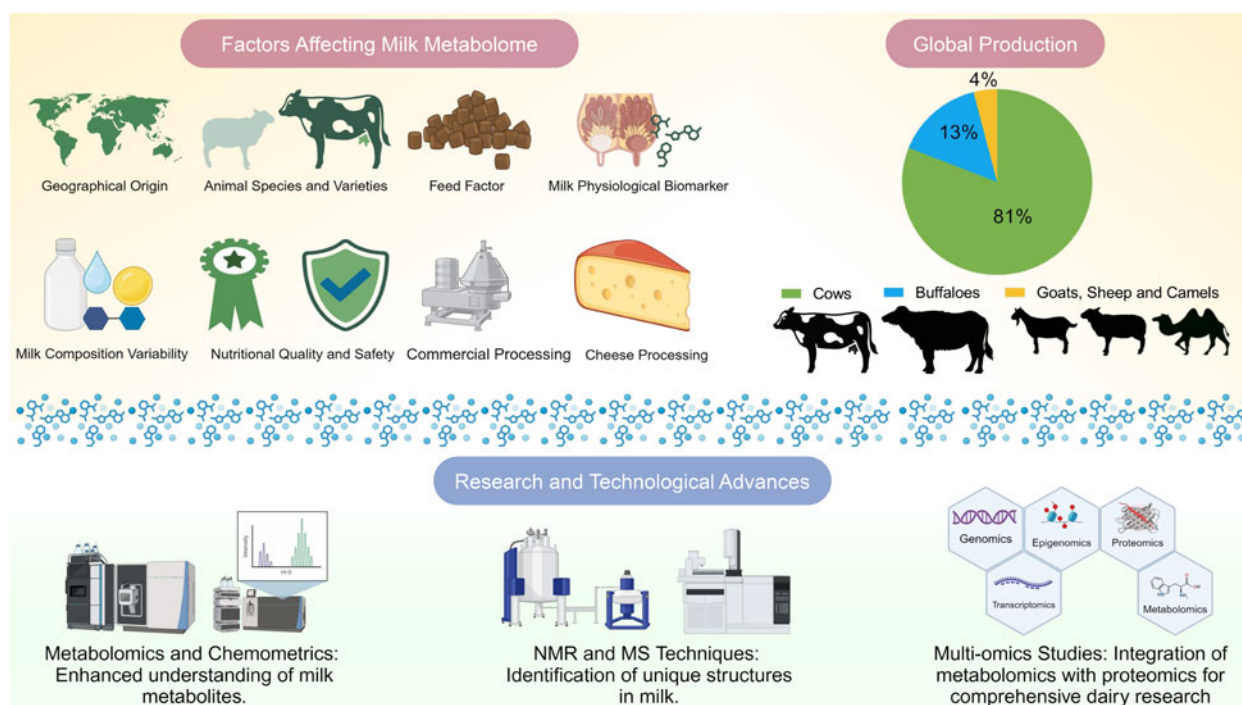 Factors Affecting Milk Metabolome
Global Production
Geographical Origin
Animal Species and Varieties
Feed Factor
Milk Physiological Biomarker
4%
13%
81%
Milk Composition Variability
Nutritional Quality and Safety
Commercial Processing
Cheese Processing
Cows
Buffaloes
Goats, Sheep and Camels
Research and Technological Advances
Intensity
m/z
Metabolomics and Chemometrics:
Enhanced understanding of milk
metabolites.
NMR and MS Techniques:
Identification of unique structures
in milk.
Genomics
Epigenomics
Proteomics
Transcriptomics
Metabolomics
Multi-omics Studies: Integration of
metabolomics with proteomics for
comprehensive dairy research